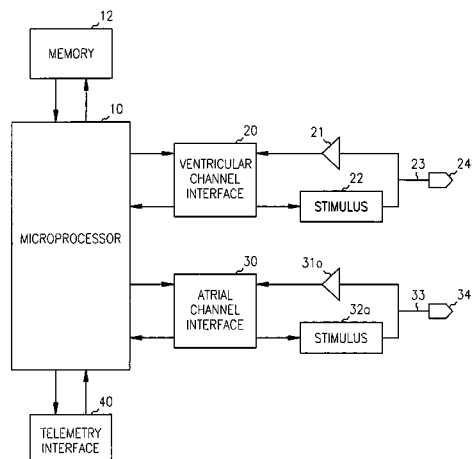 12
MEMORY
10
20
21
23
24
VENTRICULAR
CHANNEL
INTERFACE
22
STIMULUS
MICROPROCESSOR
30
31a
33
34
ATRIAL
CHANNEL
INTERFACE
32a
STIMULUS
40
TELEMETRY
INTERFACE